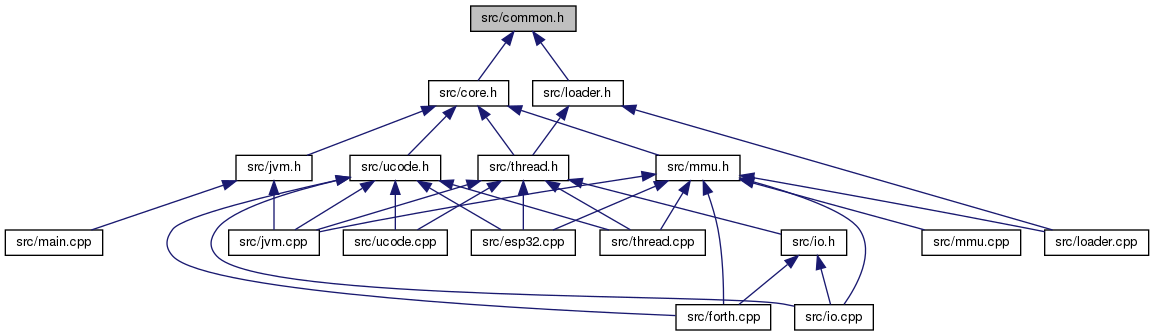 src/common.h
src/core.h
src/loader.h
src/jvm.h
src/ucode.h
src/thread.h
src/mmu.h
src/main.cpp
src/jvm.cpp
src/ucode.cpp
src/esp32.cpp
src/thread.cpp
src/io.h
src/mmu.cpp
src/loader.cpp
src/forth.cpp
src/io.cpp